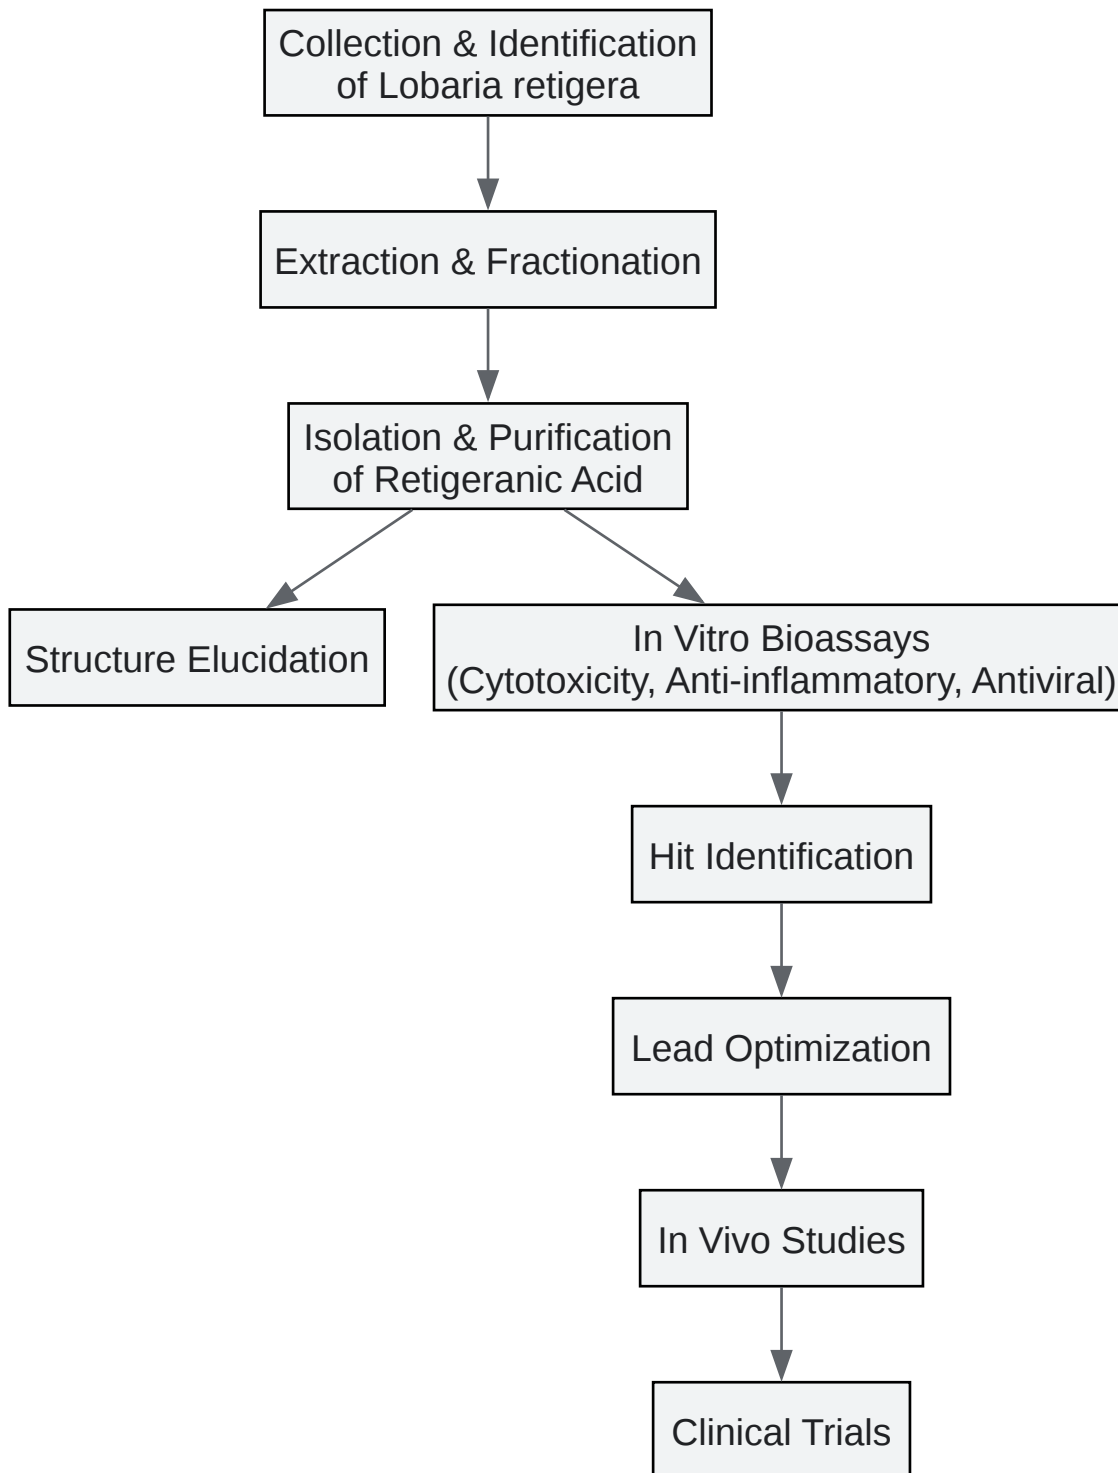 Collection & Identification
of Lobaria retigera
Extraction & Fractionation
Isolation & Purification
of Retigeranic Acid
Structure Elucidation
In Vitro Bioassays
(Cytotoxicity, Anti-inflammatory, Antiviral)
Hit Identification
Lead Optimization
In Vivo Studies
Clinical Trials